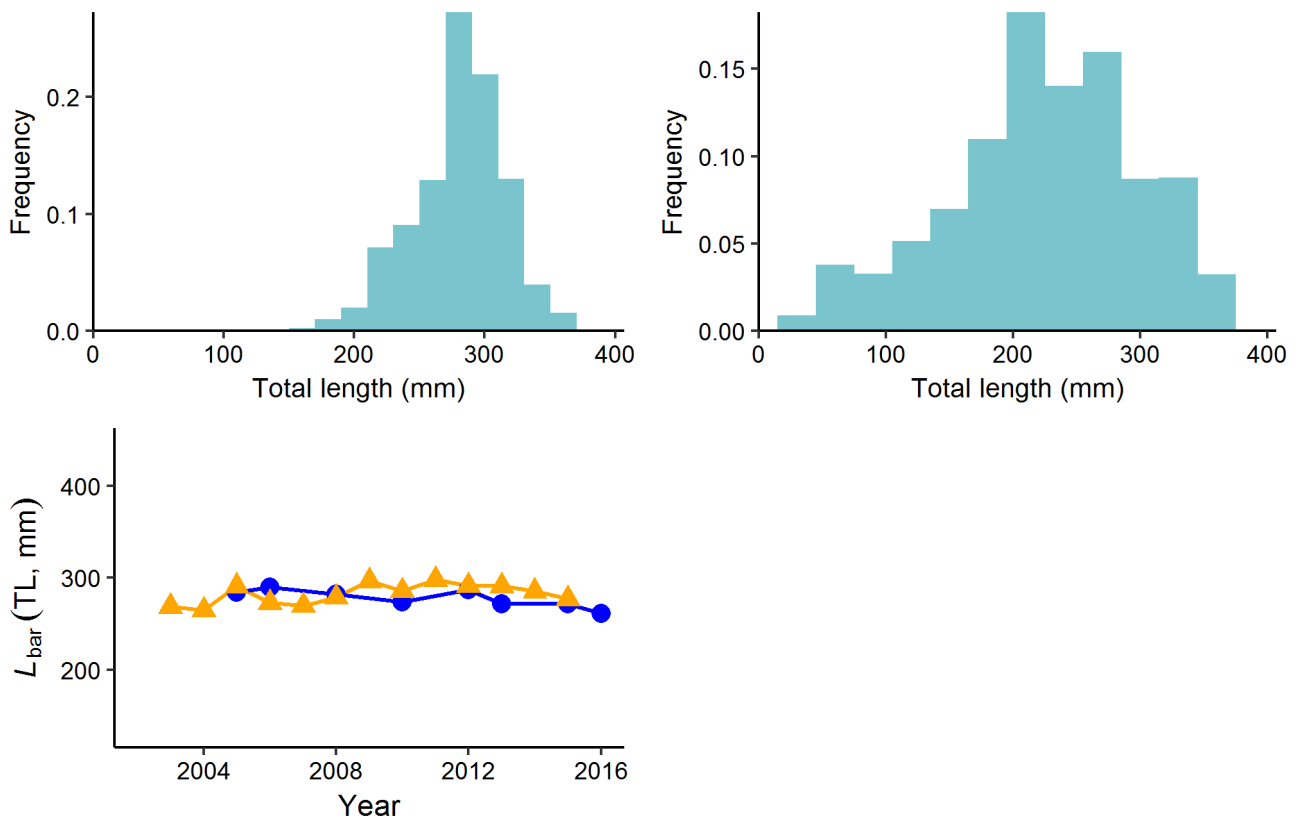 Frequency
0.2
0.1
0.0
0 100 200 300 400
Total length (mm)
Frequency
0.15
0.10
0.05
0.00
0 100 200 300 400
Total length (mm)
Lbar (TL, mm)
400
300
200
2004 2008 2012 2016
Year